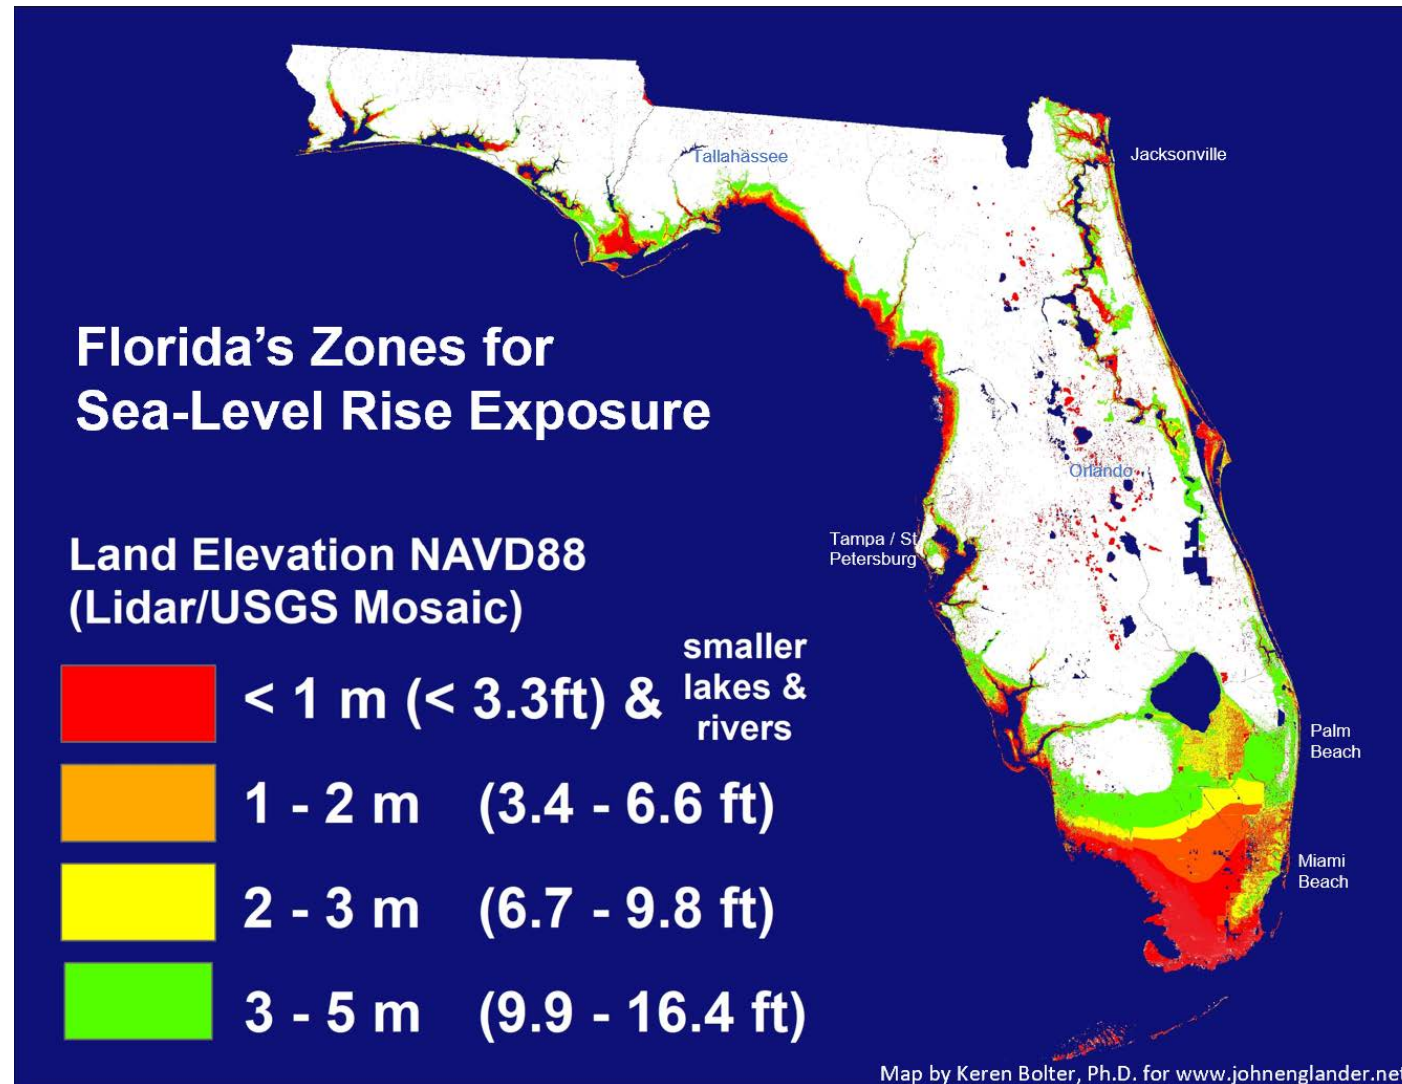 Tallahassee
Jacksonville
Florida's Zones for
Sea-Level Rise Exposure
Orlando
Tampa / St
Petersburg
Land Elevation NAVD88
(Lidar/USGS Mosaic)
< 1 m (< 3.3ft) & smaller
lakes &
rivers
1 - 2 m (3.4 - 6.6 ft)
2 - 3 m (6.7 - 9.8 ft)
3 - 5 m (9.9 - 16.4 ft)
Palm
Beach
Miami
Beach
Map by Keren Bolter, Ph.D. for www.johnenglander.net